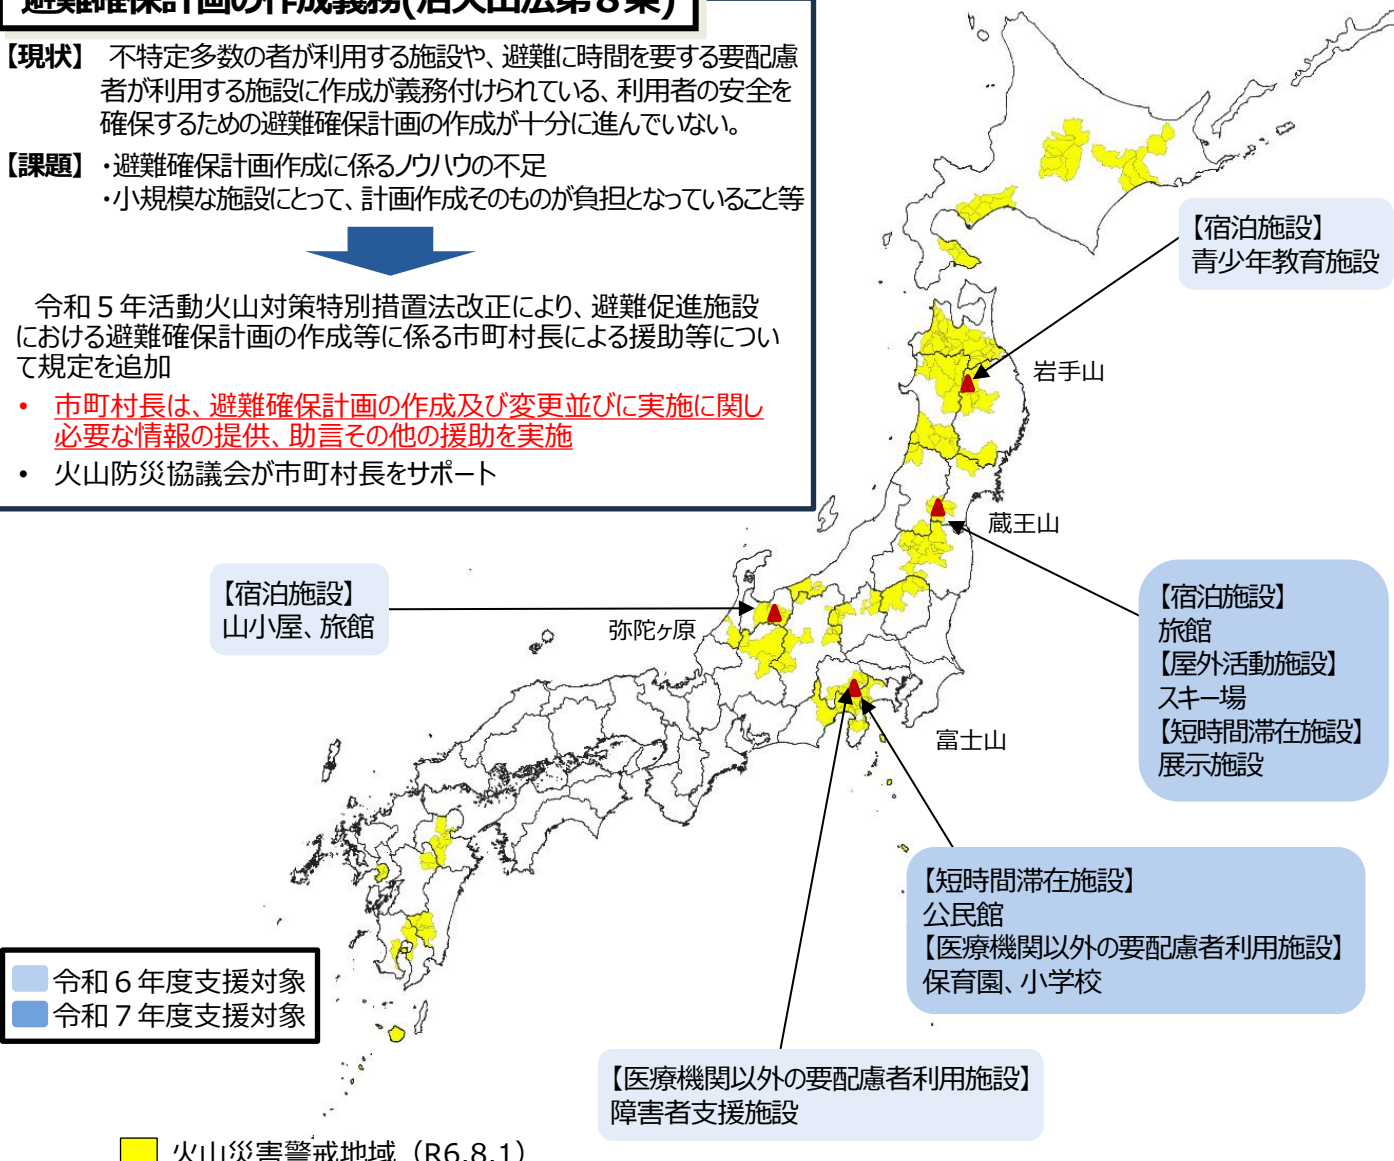 避難確保計画の作成義務(活火山法第8条)
【現状】 不特定多数の者が利用する施設や、避難に時間を要する要配慮
者が利用する施設に作成が義務付けられている、利用者の安全を
確保するための避難確保計画の作成が十分に進んでいない。
【課題】・避難確保計画作成に係るノウハウの不足
・小規模な施設にとって、計画作成そのものが負担となっていること等
令和5年活動火山対策特別措置法改正により、避難促進施設
における避難確保計画の作成等に係る市町村長による援助等につい
て規定を追加
• 市町村長は、避難確保計画の作成及び変更並びに実施に関し
必要な情報の提供、助言その他の援助を実施
• 火山防災協議会が市町村長をサポート
【宿泊施設】
青少年教育施設
岩手山
蔵王山
【宿泊施設】
山小屋、旅館
弥陀ヶ原
【宿泊施設】
旅館
【屋外活動施設】
スキー場
【短時間滞在施設】
展示施設
富士山
【短時間滞在施設】
公民館
【医療機関以外の要配慮者利用施設】
保育園、小学校
令和6年度支援対象
令和7年度支援対象
【医療機関以外の要配慮者利用施設】
障害者支援施設
火山災害警戒地域（R6.8.1）